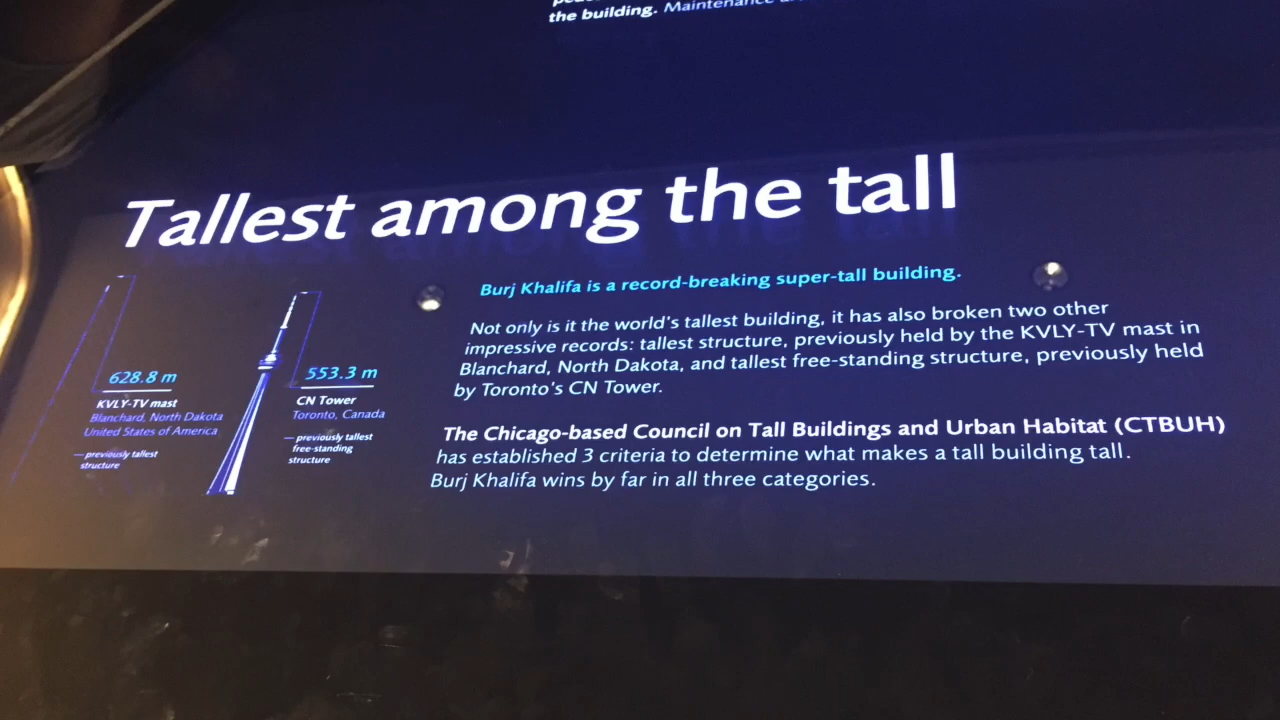 the building. Maintenance
Tallest among the tall
Burj Khalifa is a record-breaking super-tall building.
Not only is it the world's tallest building, it has also broken two other
impressive records: tallest structure, previously held by the KVLY-TV mast in
Blanchard, North Dakota, and tallest free-standing structure, previously held
by Toronto's CN Tower.
The Chicago-based Council on Tall Buildings and Urban Habitat (CTBUH)
has established 3 criteria to determine what makes a tall building tall.
Burj Khalifa wins by far in all three categories.
628.8 m
KVLY-TV mast
Blanchard, North Dakota
United States of America
— previously tallest
structure
553.3 m
CN Tower
Toronto, Canada
— previously tallest
free-standing
structure